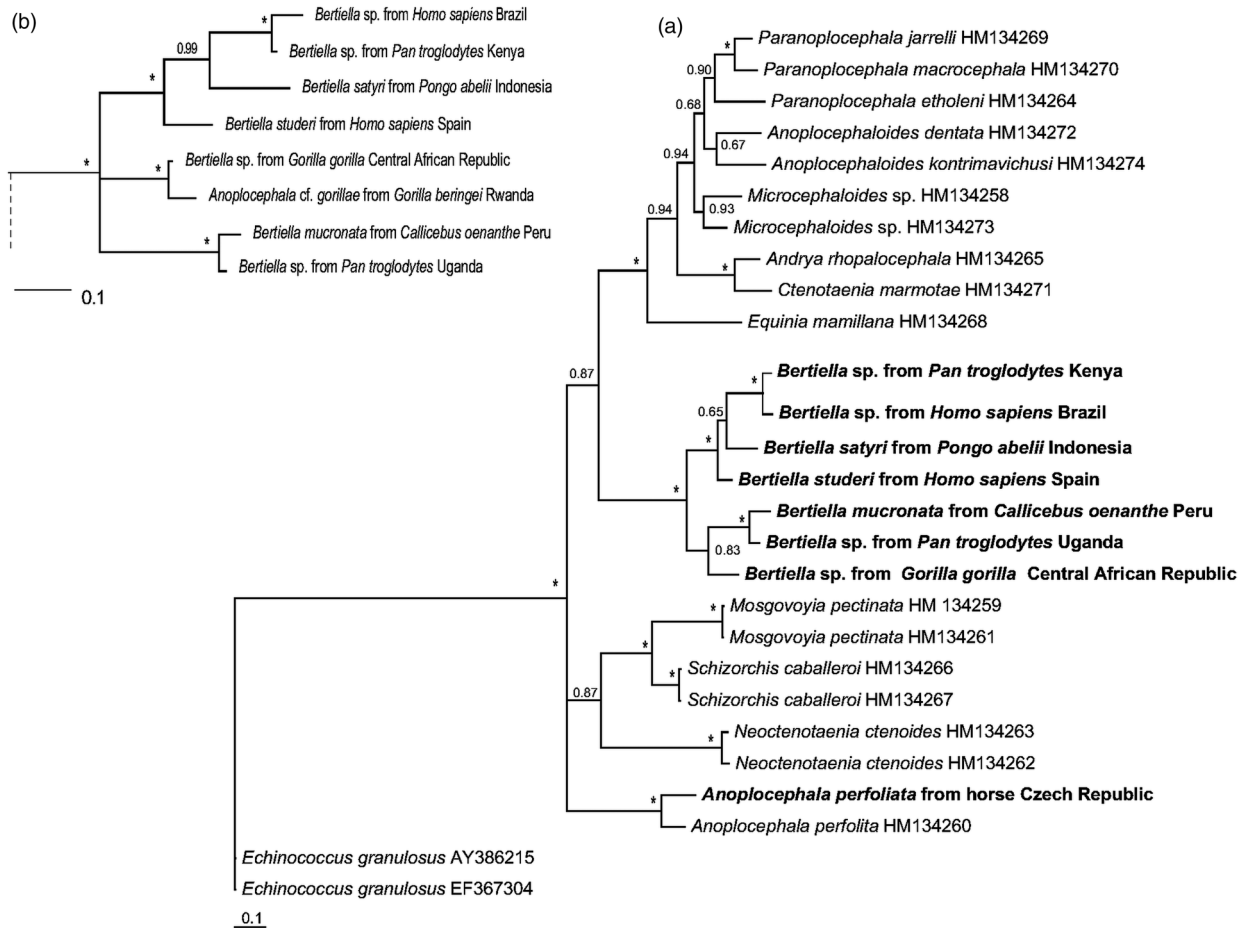 (b)
Bertiella sp. from Homo sapiens Brazil
*
Bertiella sp. from Pan troglodytes Kenya
0.99
*
Bertiella satyri from Pongo abelii Indonesia
Bertiella studeri from Homo sapiens Spain
*
Bertiella sp. from Gorilla gorilla Central African Republic
*
Anoplocephala cf. gorillae from Gorilla beringei Rwanda
Bertiella mucronata from Callicebus oenanthe Peru
*
Bertiella sp. from Pan troglodytes Uganda
0.1
(a)
Paranoplocephala jarrelli HM134269
*
Paranoplocephala macrocephala HM134270
0.90
Paranoplocephala etholeni HM134264
0.68
Anoplocephaloides dentata HM134272
0.67
Anoplocephaloides kontrimavichusi HM134274
0.94
Microcephaloides sp. HM134258
0.93
Microcephaloides sp. HM134273
0.94
Andrya rhopalocephala HM134265
*
Ctenotaenia marmotae HM134271
*
Equinia mamillana HM134268
0.87
Bertiella sp. from Pan troglodytes Kenya
*
Bertiella sp. from Homo sapiens Brazil
0.65
Bertiella satyri from Pongo abelii Indonesia
*
Bertiella studeri from Homo sapiens Spain
*
Bertiella mucronata from Callicebus oenanthe Peru
*
Bertiella sp. from Pan troglodytes Uganda
0.83
Bertiella sp. from Gorilla gorilla Central African Republic
*
Mosgovoyia pectinata HM 134259
*
Mosgovoyia pectinata HM134261
*
Schizorchis caballeroi HM134266
*
Schizorchis caballeroi HM134267
0.87
Neoctenotaenia ctenoides HM134263
*
Neoctenotaenia ctenoides HM134262
Anoplocephala perfoliata from horse Czech Republic
*
Anoplocephala perfolita HM134260
Echinococcus granulosus AY386215
Echinococcus granulosus EF367304
0.1